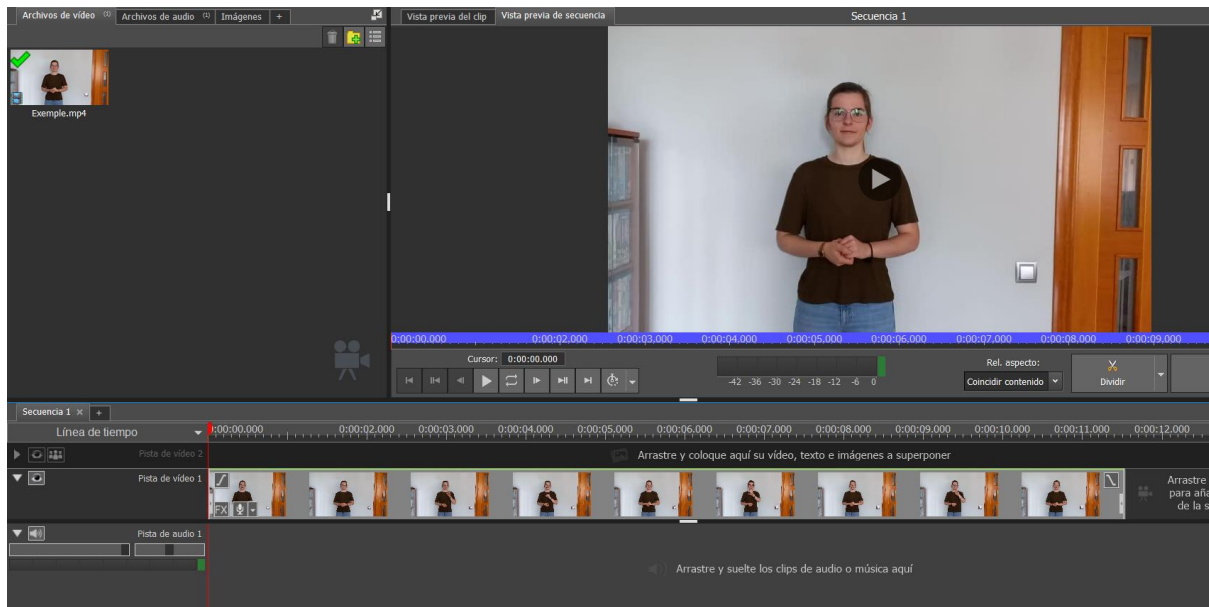 Archivos de vídeo (1) Archivos de audio (1) Imágenes +
Exemple.mp4
Vista previa del clip Vista previa de secuencia Secuencia 1
0:00:00.000 0:00:02.000 0:00:03.000 0:00:04.000 0:00:05.000 0:00:06.000 0:00:07.000 0:00:08.000 0:00:09.000
Cursor: 0:00:00.000
-42 -36 -30 -24 -18 -12 -6 0
Rel. aspecto:
Coincidir contenido
Dividir
Secuencia 1 × +
Línea de tiempo
0:00:00.000 0:00:02.000 0:00:03.000 0:00:04.000 0:00:05.000 0:00:06.000 0:00:07.000 0:00:08.000 0:00:09.000 0:00:10.000 0:00:11.000 0:00:12.000
Pista de vídeo 2 Arrastre y coloque aquí su vídeo, texto e imágenes a superponer
Pista de vídeo 1
FX
Arrastre
para aña
de la s
Pista de audio 1
Arrastre y suelte los clips de audio o música aquí